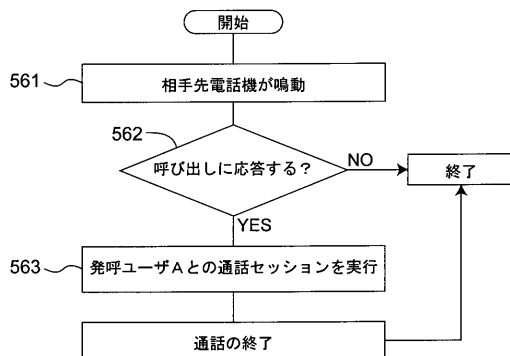 開始
561
相手先電話機が鳴動
562
呼び出しに応答する？
NO
終了
YES
563
発呼ユーザAとの通話セッションを実行
通話の終了